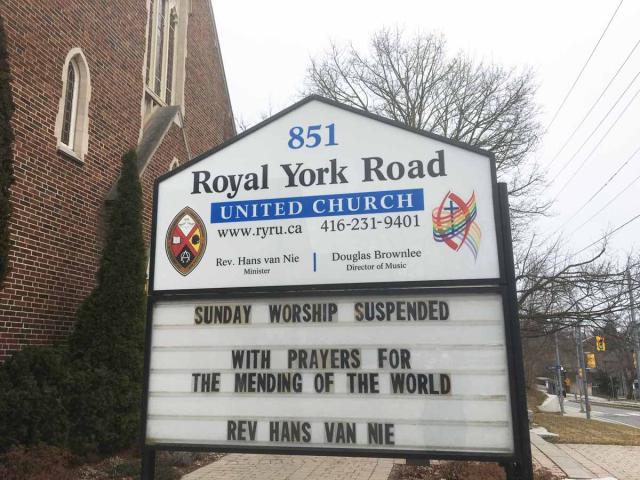 851
Royal York Road
UNITED CHURCH
www.ryru.ca 416-231-9401
Rev. Hans van Nie Douglas Brownlee
Minister Director of Music
SUNDAY WORSHIP SUSPENDED
WITH PRAYERS FOR
THE MENDING OF THE WORLD
REV HANS VAN NIE